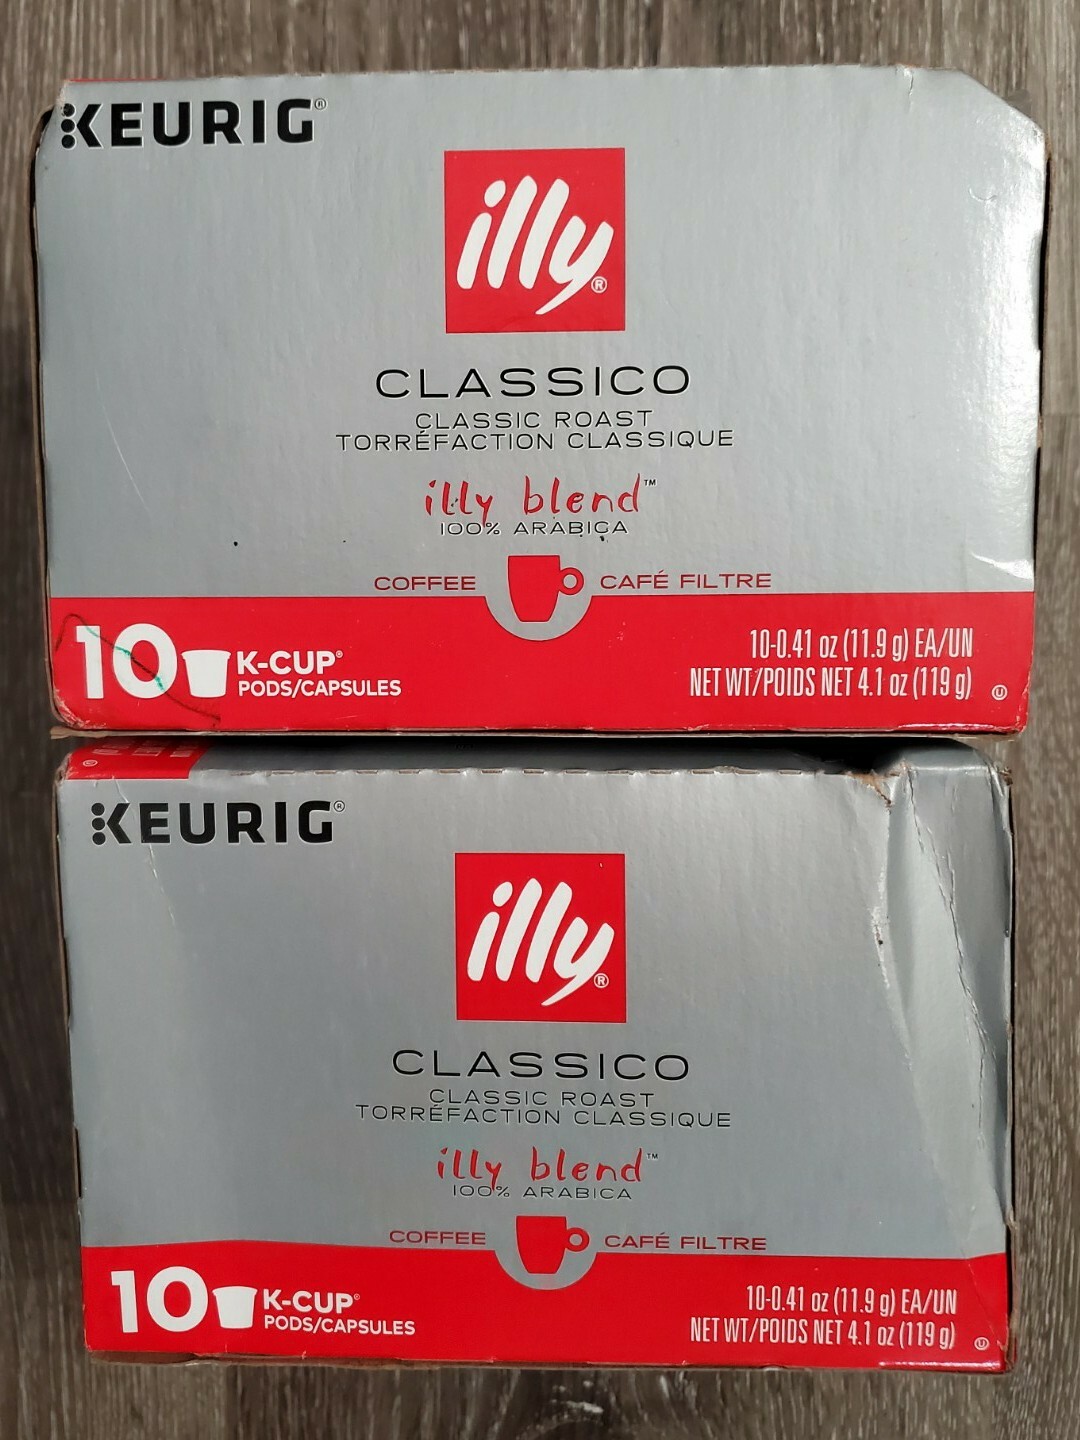 KEURIG®
illy®
CLASSICO
CLASSIC ROAST
TORRÉFACTION CLASSIQUE
illy blend™
100% ARABICA
COFFEE CAFÉ FILTRE
10 K-CUP®
PODS/CAPSULES
10-0.41 oz (11.9 g) EA/UN
NET WT/POIDS NET 4.1 oz (119 g) U
KEURIG®
illy®
CLASSICO
CLASSIC ROAST
TORRÉFACTION CLASSIQUE
illy blend™
100% ARABICA
COFFEE CAFÉ FILTRE
10 K-CUP®
PODS/CAPSULES
10-0.41 oz (11.9 g) EA/UN
NET WT/POIDS NET 4.1 oz (119 g) U